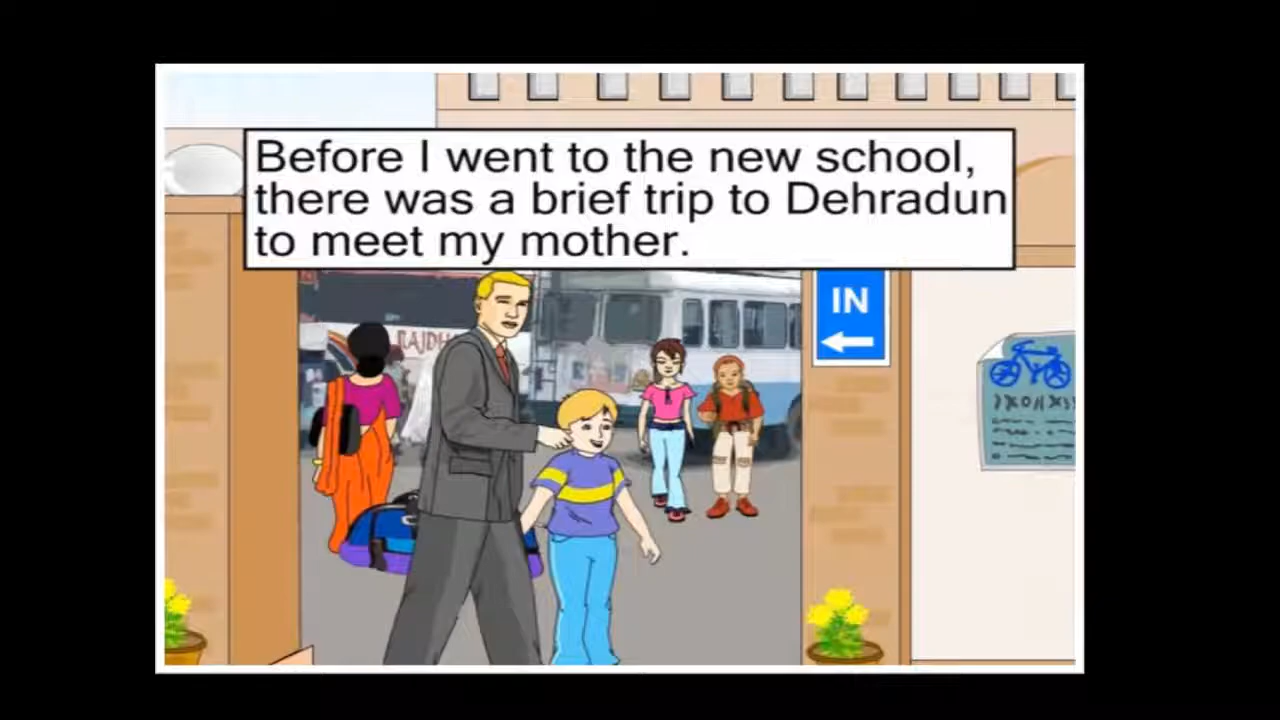 Before I went to the new school,
there was a brief trip to Dehradun
to meet my mother.
IN